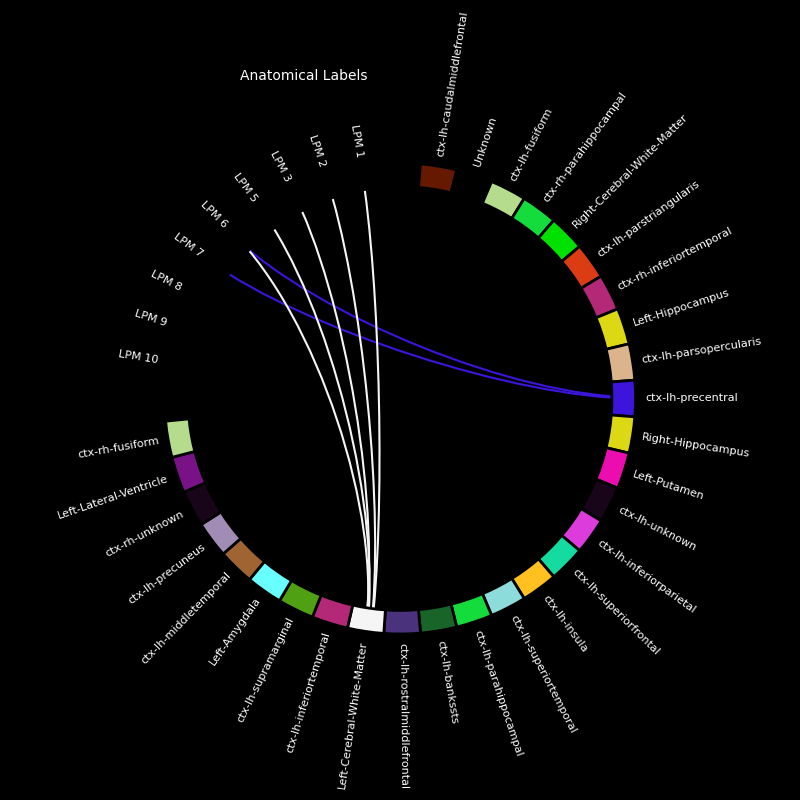 Anatomical Labels
ctx-lh-caudalmiddlefrontal
Unknown
ctx-lh-fusiform
ctx-rh-parahippocampal
Right-Cerebral-White-Matter
ctx-lh-parstriangularis
ctx-rh-inferiortemporal
Left-Hippocampus
ctx-lh-parsopercularis
ctx-lh-precentral
Right-Hippocampus
Left-Putamen
ctx-lh-unknown
ctx-lh-inferiorparietal
ctx-lh-superiorfrontal
ctx-lh-insula
ctx-lh-superiortemporal
ctx-lh-parahippocampal
ctx-lh-bankssts
ctx-lh-rostralmiddlefrontal
Left-Cerebral-White-Matter
ctx-lh-inferiortemporal
ctx-lh-supramarginal
Left-Amygdala
ctx-lh-middletemporal
ctx-lh-precuneus
ctx-rh-unknown
Left-Lateral-Ventricle
ctx-rh-fusiform
LPM 10
LPM 9
LPM 8
LPM 7
LPM 6
LPM 5
LPM 3
LPM 2
LPM 1